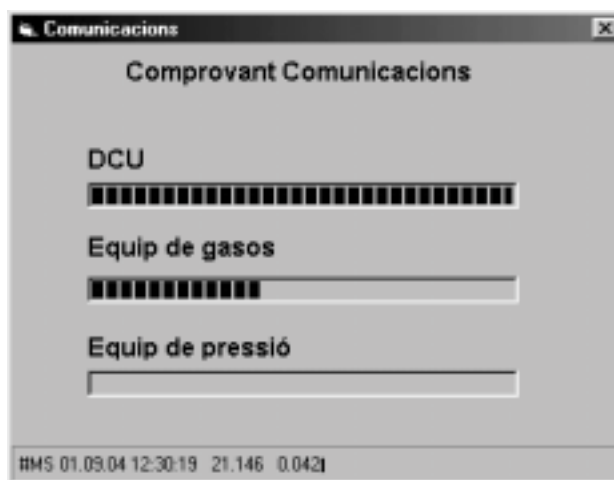 Comunicacions
Comprovant Comunicacions
DCU
Equip de gasos
Equip de pressió
#MS 01.09.04 12:30:19 21.146 0.042